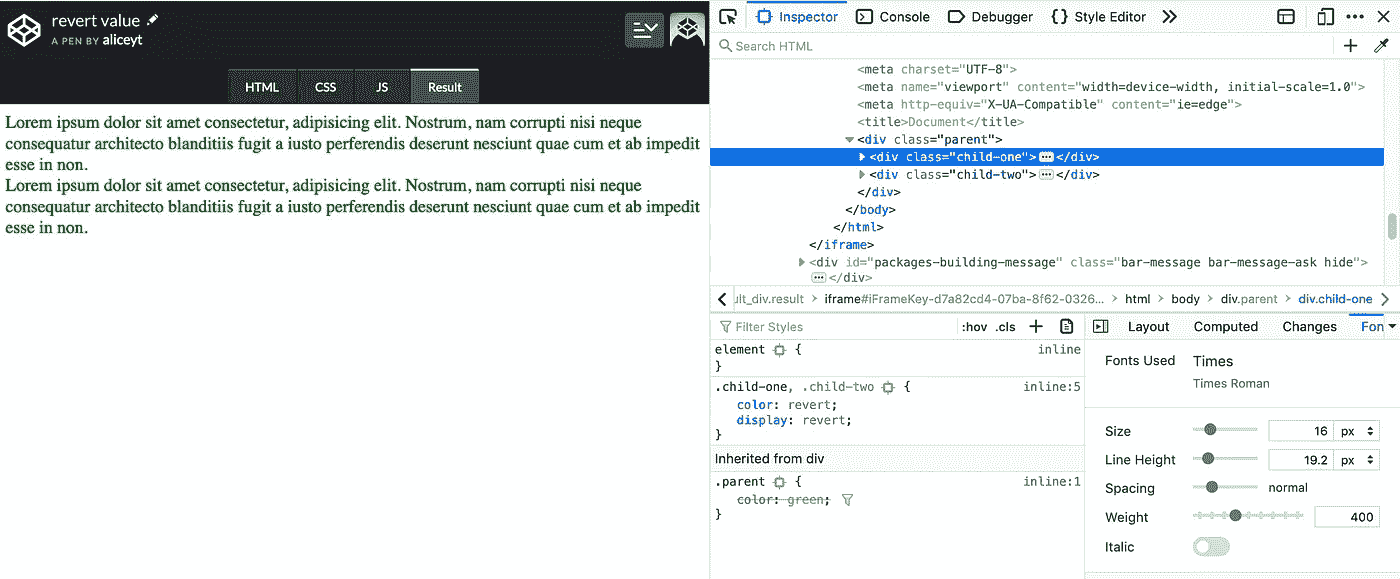 revert value
A PEN BY aliceyt
HTML CSS JS Result
Lorem ipsum dolor sit amet consectetur, adipisicing elit. Nostrum, nam corrupti nisi neque
consequatur architecto blanditiis fugit a iusto perferendis deserunt nesciunt quae cum et ab impedit
esse in non.
Lorem ipsum dolor sit amet consectetur, adipisicing elit. Nostrum, nam corrupti nisi neque
consequatur architecto blanditiis fugit a iusto perferendis deserunt nesciunt quae cum et ab impedit
esse in non.
Inspector Console Debugger {} Style Editor
Search HTML
<meta charset="UTF-8">
<meta name="viewport" content="width=device-width, initial-scale=1.0">
<meta http-equiv="X-UA-Compatible" content="ie=edge">
<title>Document</title>
<div class="parent">
<div class="child-one"> ••• </div>
<div class="child-two"> ••• </div>
</div>
</body>
</html>
</iframe>
<div id="packages-building-message" class="bar-message bar-message-ask hide">
••• </div>
ult_div.result > iframe#iFrameKey-d7a82cd4-07ba-8f62-0326... > html > body > div.parent > div.child-one
Filter Styles :hov .cls +
element { inline
}
.child-one, .child-two { inline:5
color: revert;
display: revert;
}
Inherited from div
.parent { inline:1
color: green;
}
Layout Computed Changes Fon
Fonts Used Times
Times Roman
Size 16 px
Line Height 19.2 px
Spacing normal
Weight 400
Italic